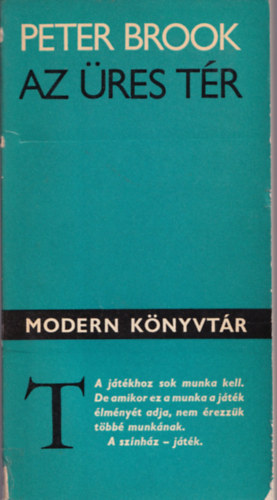 PETER BROOK
AZ ÜRES TÉR
MODERN KÖNYVTÁR
T
A játékhoz sok munka kell.
De amikor ez a munka a játék
élményét adja, nem érezzük
többé munkának.
A színház – játék.